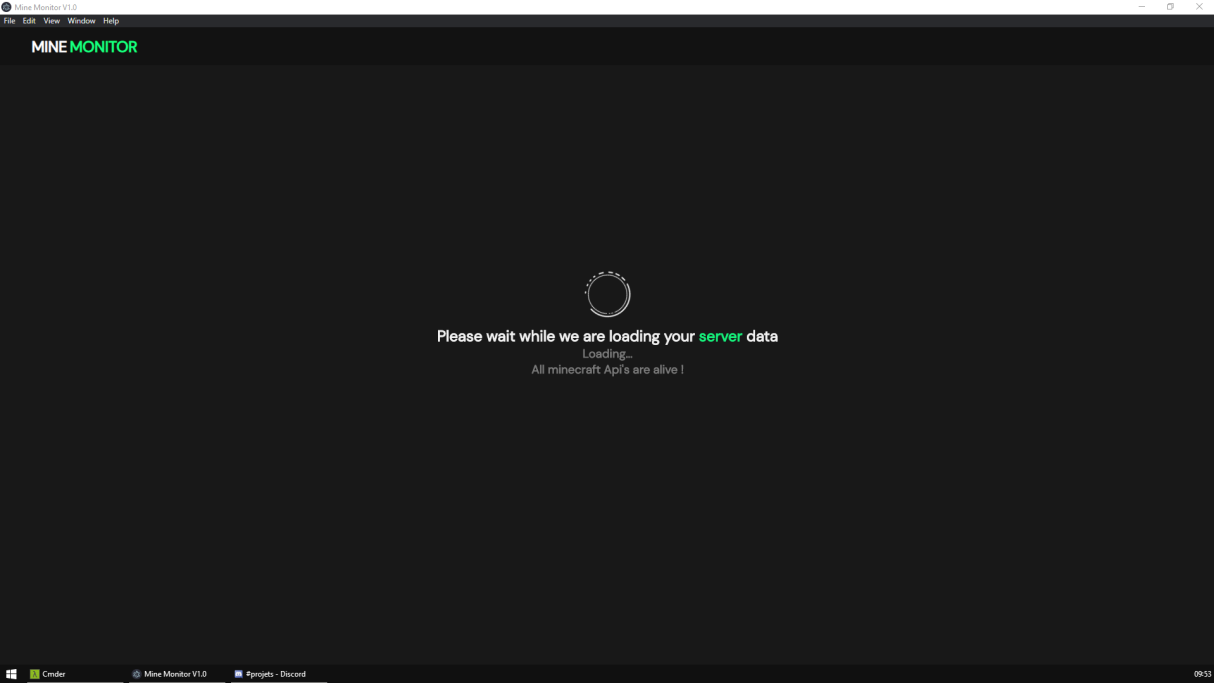 Mine Monitor V1.0
File Edit View Window Help
MINE MONITOR
Please wait while we are loading your server data
Loading...
All minecraft Api's are alive !
Cmder Mine Monitor V1.0 #projets - Discord 09:53